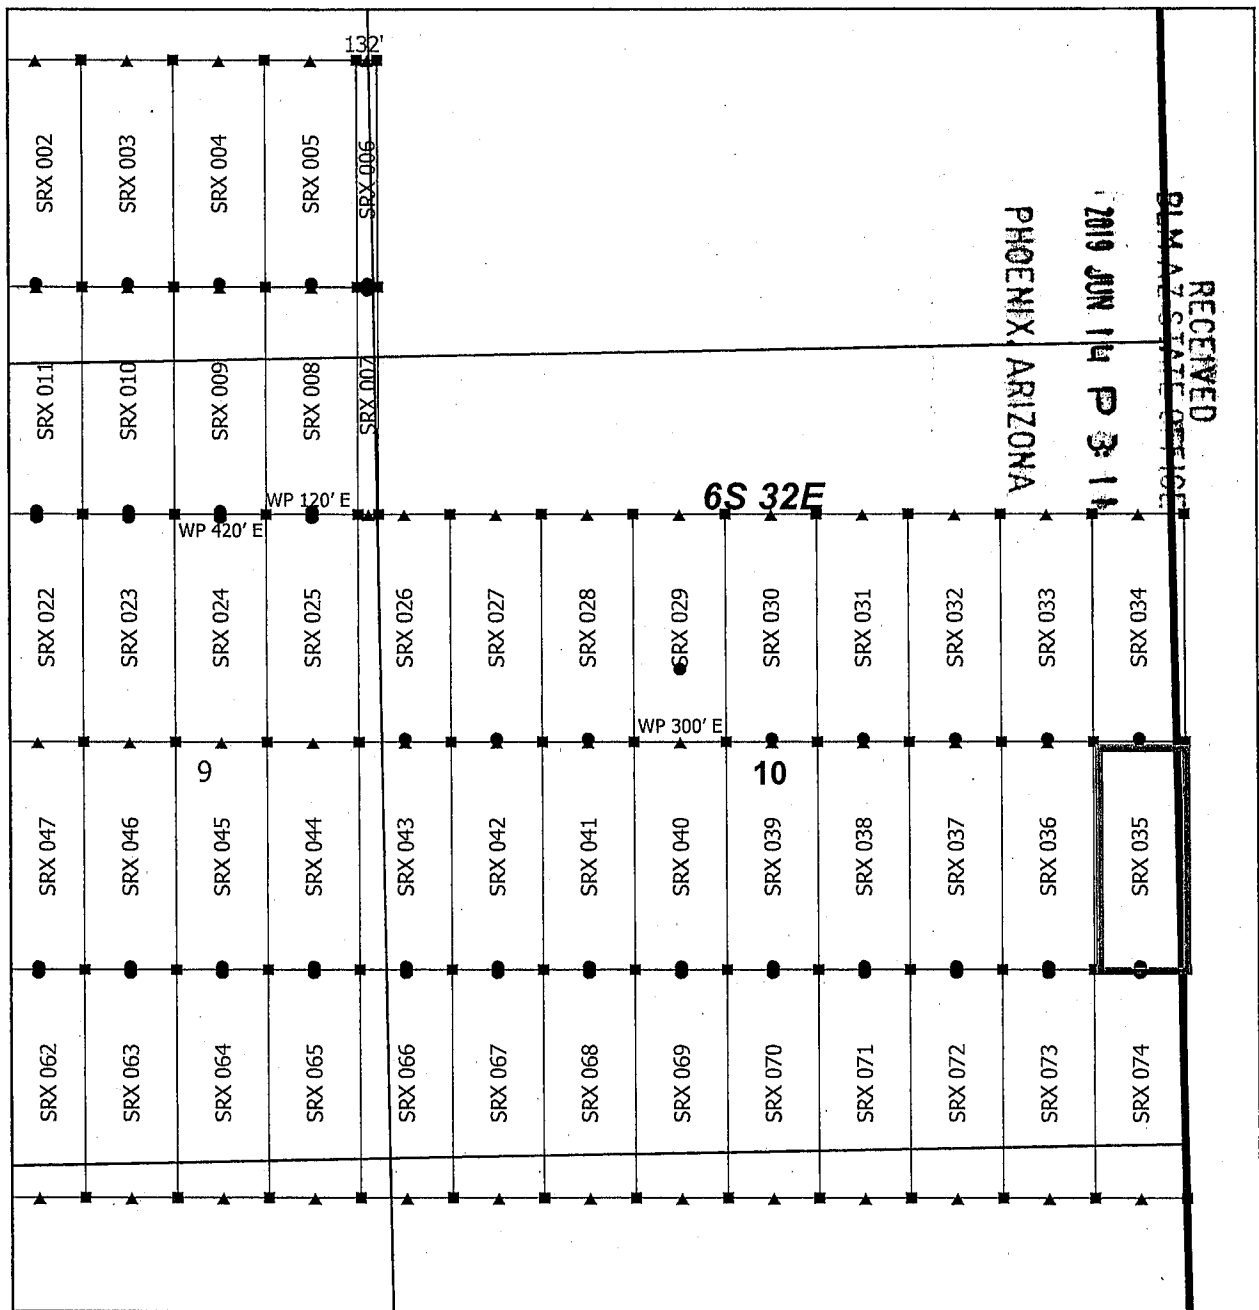 132'
SRX 002
SRX 003
SRX 004
SRX 005
SRX 006
RECEIVED
BLM AZ STATE OFFICE
2019 JUN 14 P 3:11
PHOENIX, ARIZONA
SRX 011
SRX 010
SRX 009
SRX 008
SRX 007
WP 120' E
WP 420' E
6S 32E
SRX 022
SRX 023
SRX 024
SRX 025
SRX 026
SRX 027
SRX 028
SRX 029
SRX 030
SRX 031
SRX 032
SRX 033
SRX 034
WP 300' E
9
10
SRX 047
SRX 046
SRX 045
SRX 044
SRX 043
SRX 042
SRX 041
SRX 040
SRX 039
SRX 038
SRX 037
SRX 036
SRX 035
SRX 062
SRX 063
SRX 064
SRX 065
SRX 066
SRX 067
SRX 068
SRX 069
SRX 070
SRX 071
SRX 072
SRX 073
SRX 074